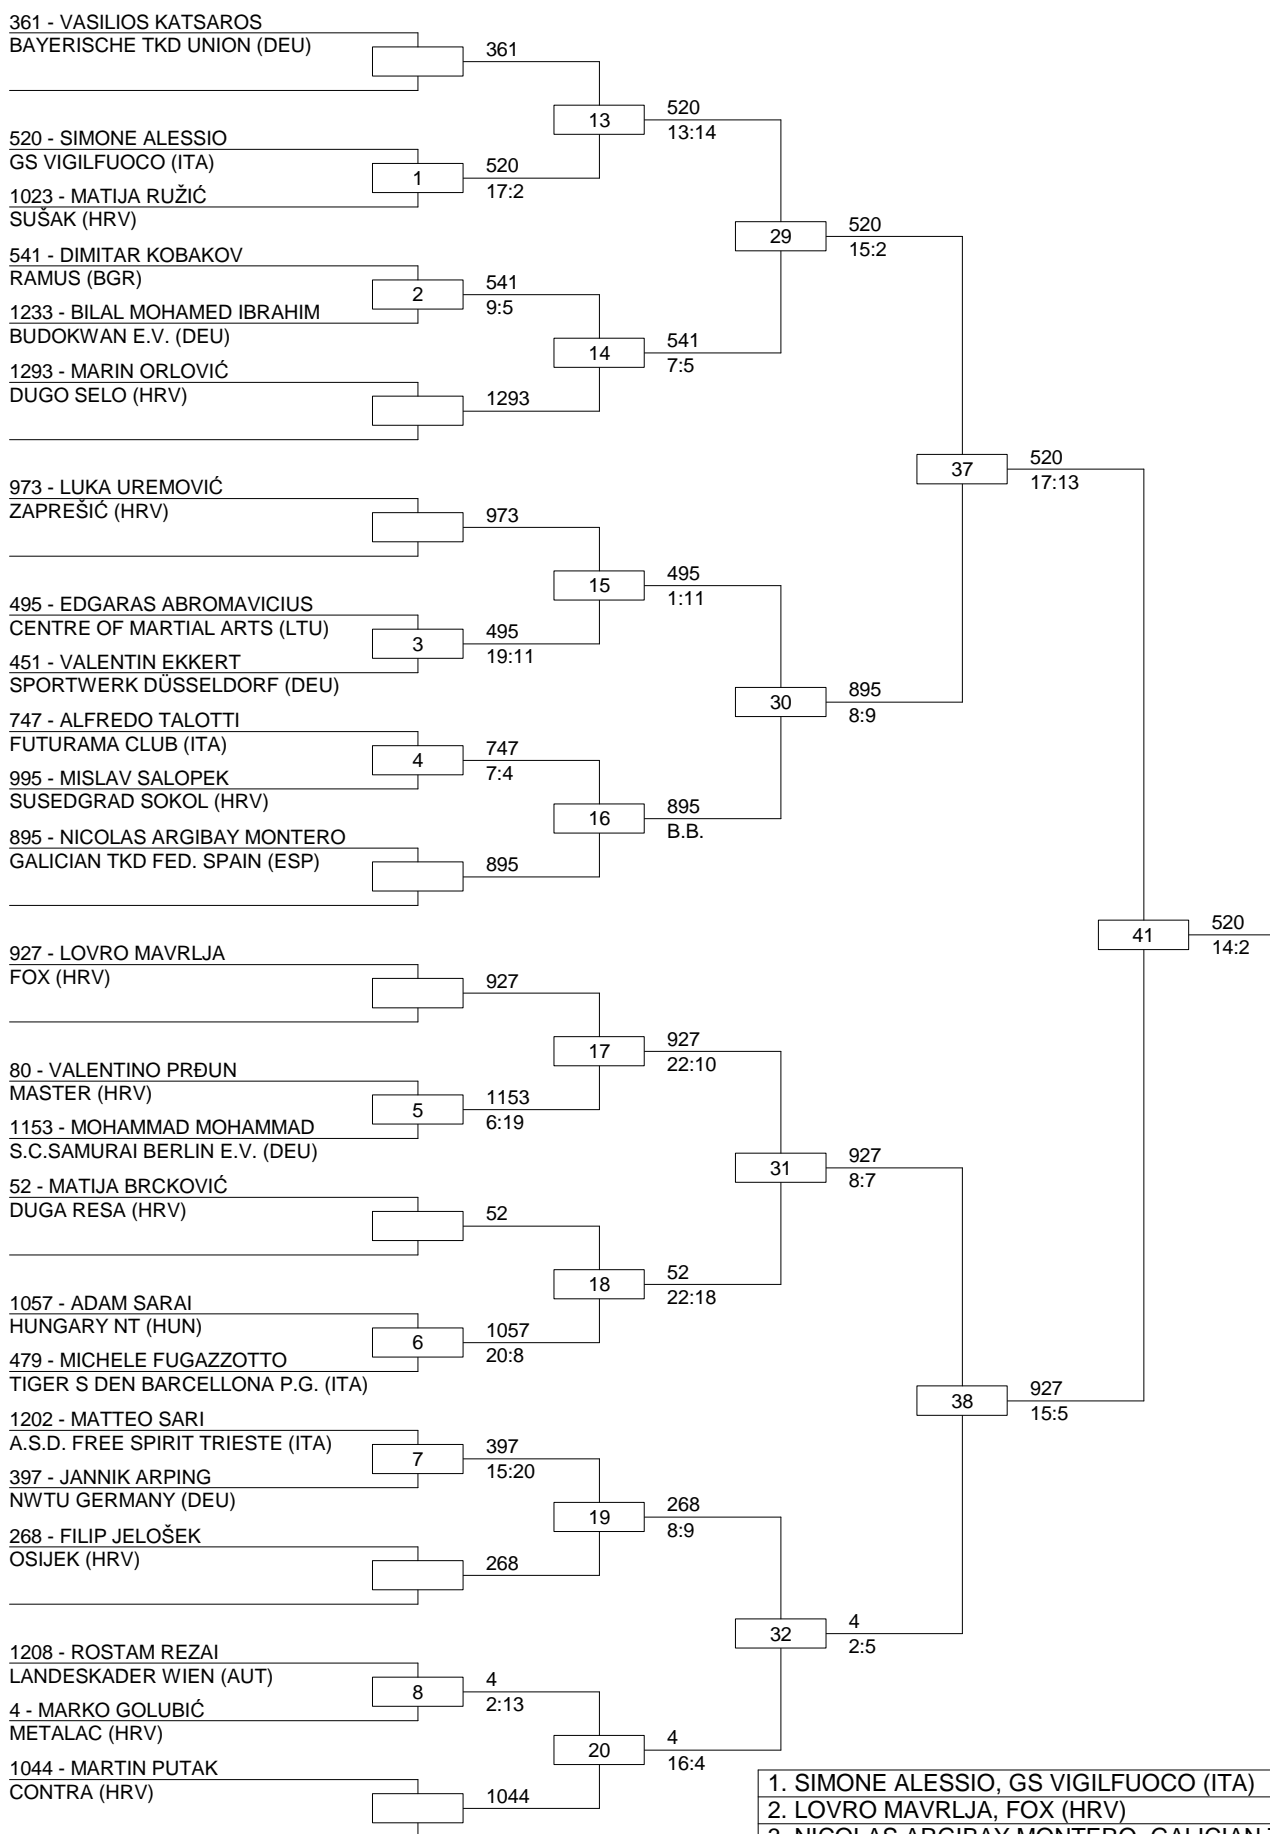 361 - VASILIOS KATSAROS
BAYERISCHE TKD UNION (DEU)
361
13
520
13:14
520 - SIMONE ALESSIO
GS VIGILFUOCO (ITA)
1
520
17:2
1023 - MATIJA RUŽIĆ
SUŠAK (HRV)
29
520
15:2
541 - DIMITAR KOBAKOV
RAMUS (BGR)
2
541
9:5
1233 - BILAL MOHAMED IBRAHIM
BUDOKWAN E.V. (DEU)
14
541
7:5
1293 - MARIN ORLOVIĆ
DUGO SELO (HRV)
1293
37
520
17:13
973 - LUKA UREMOVIĆ
ZAPREŠIĆ (HRV)
973
15
495
1:11
495 - EDGARAS ABROMAVICIUS
CENTRE OF MARTIAL ARTS (LTU)
3
495
19:11
451 - VALENTIN EKKERT
SPORTWERK DÜSSELDORF (DEU)
30
895
8:9
747 - ALFREDO TALOTTI
FUTURAMA CLUB (ITA)
4
747
7:4
995 - MISLAV SALOPEK
SUSEDGRAD SOKOL (HRV)
16
895
B.B.
895 - NICOLAS ARGIBAY MONTERO
GALICIAN TKD FED. SPAIN (ESP)
895
41
520
14:2
927 - LOVRO MAVRLJA
FOX (HRV)
927
17
927
22:10
80 - VALENTINO PRĐUN
MASTER (HRV)
5
1153
6:19
1153 - MOHAMMAD MOHAMMAD
S.C.SAMURAI BERLIN E.V. (DEU)
31
927
8:7
52 - MATIJA BRCKOVIĆ
DUGA RESA (HRV)
52
18
52
22:18
1057 - ADAM SARAI
HUNGARY NT (HUN)
6
1057
20:8
479 - MICHELE FUGAZZOTTO
TIGER S DEN BARCELLONA P.G. (ITA)
38
927
15:5
1202 - MATTEO SARI
A.S.D. FREE SPIRIT TRIESTE (ITA)
7
397
15:20
397 - JANNIK ARPING
NWTU GERMANY (DEU)
19
268
8:9
268 - FILIP JELOŠEK
OSIJEK (HRV)
268
32
4
2:5
1208 - ROSTAM REZAI
LANDESKADER WIEN (AUT)
8
4
2:13
4 - MARKO GOLUBIĆ
METALAC (HRV)
20
4
16:4
1044 - MARTIN PUTAK
CONTRA (HRV)
1044
1. SIMONE ALESSIO, GS VIGILFUOCO (ITA)
2. LOVRO MAVRLJA, FOX (HRV)
NICOLAS ARGIBAY MONTERO, GALICIAN